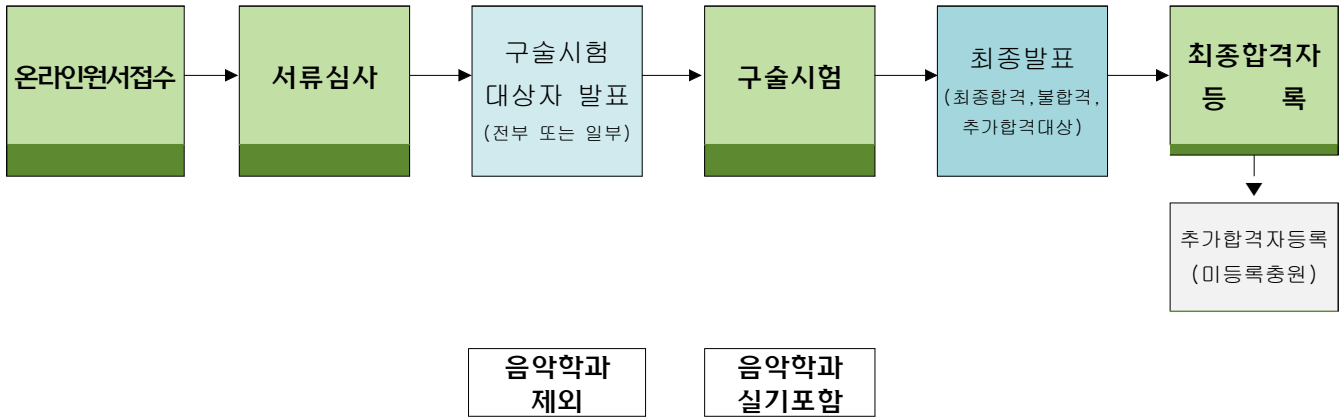 온라인원서접수
서류심사
구술시험
대상자 발표
(전부 또는 일부)
구술시험
최종발표
(최종합격,불합격,
추가합격대상)
최종합격자
등 록
추가합격자등록
(미등록충원)
음악학과
제외
음악학과
실기포함